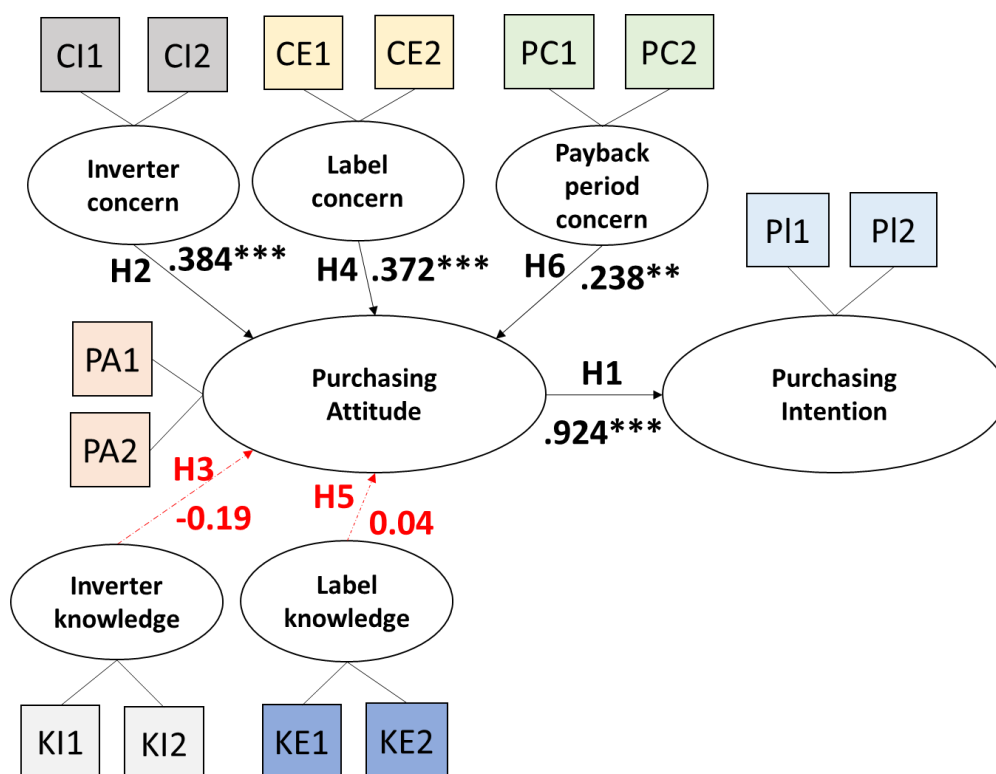 CI1
CI2
CE1
CE2
PC1
PC2
Inverter
concern
Label
concern
Payback
period
concern
PI1
PI2
H2
.384***
H4
.372***
H6
.238**
PA1
PA2
Purchasing
Attitude
H1
.924***
Purchasing
Intention
H3
-0.19
H5
0.04
Inverter
knowledge
Label
knowledge
KI1
KI2
KE1
KE2